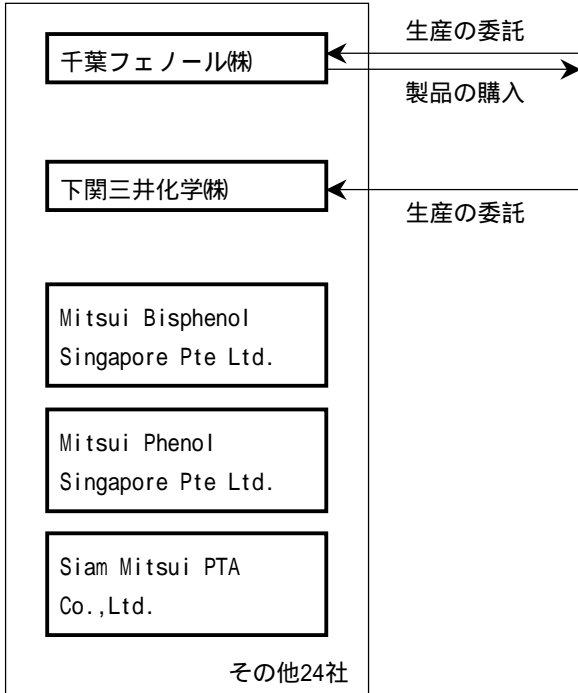 生産の委託
千葉フェノール㈱
製品の購入
下関三井化学㈱
生産の委託
Mitsui Bisphenol
Singapore Pte Ltd.
Mitsui Phenol
Singapore Pte Ltd.
Siam Mitsui PTA
Co.,Ltd.
その他24社